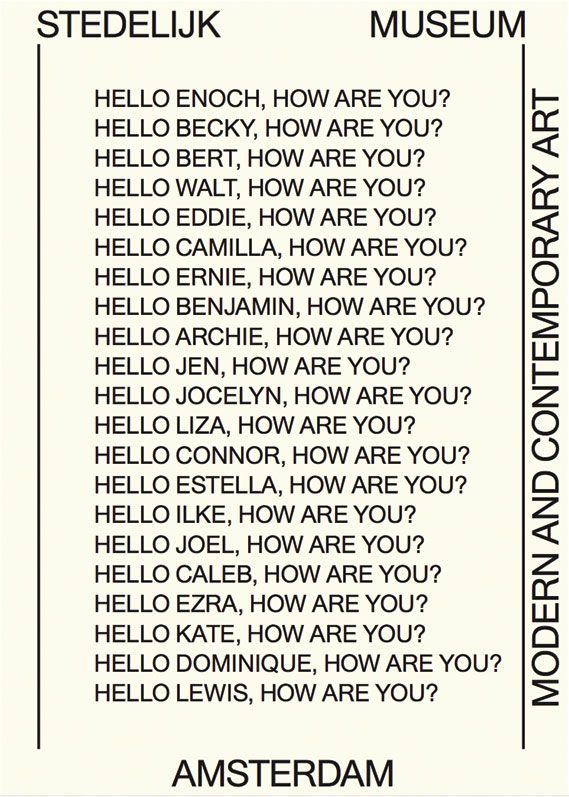 STEDELIJK MUSEUM
HELLO ENOCH, HOW ARE YOU?
HELLO BECKY, HOW ARE YOU?
HELLO BERT, HOW ARE YOU?
HELLO WALT, HOW ARE YOU?
HELLO EDDIE, HOW ARE YOU?
HELLO CAMILLA, HOW ARE YOU?
HELLO ERNIE, HOW ARE YOU?
HELLO BENJAMIN, HOW ARE YOU?
HELLO ARCHIE, HOW ARE YOU?
HELLO JEN, HOW ARE YOU?
HELLO JOCELYN, HOW ARE YOU?
HELLO LIZA, HOW ARE YOU?
HELLO CONNOR, HOW ARE YOU?
HELLO ESTELLA, HOW ARE YOU?
HELLO ILKE, HOW ARE YOU?
HELLO JOEL, HOW ARE YOU?
HELLO CALEB, HOW ARE YOU?
HELLO EZRA, HOW ARE YOU?
HELLO KATE, HOW ARE YOU?
HELLO DOMINIQUE, HOW ARE YOU?
HELLO LEWIS, HOW ARE YOU?
MODERN AND CONTEMPORARY ART
AMSTERDAM